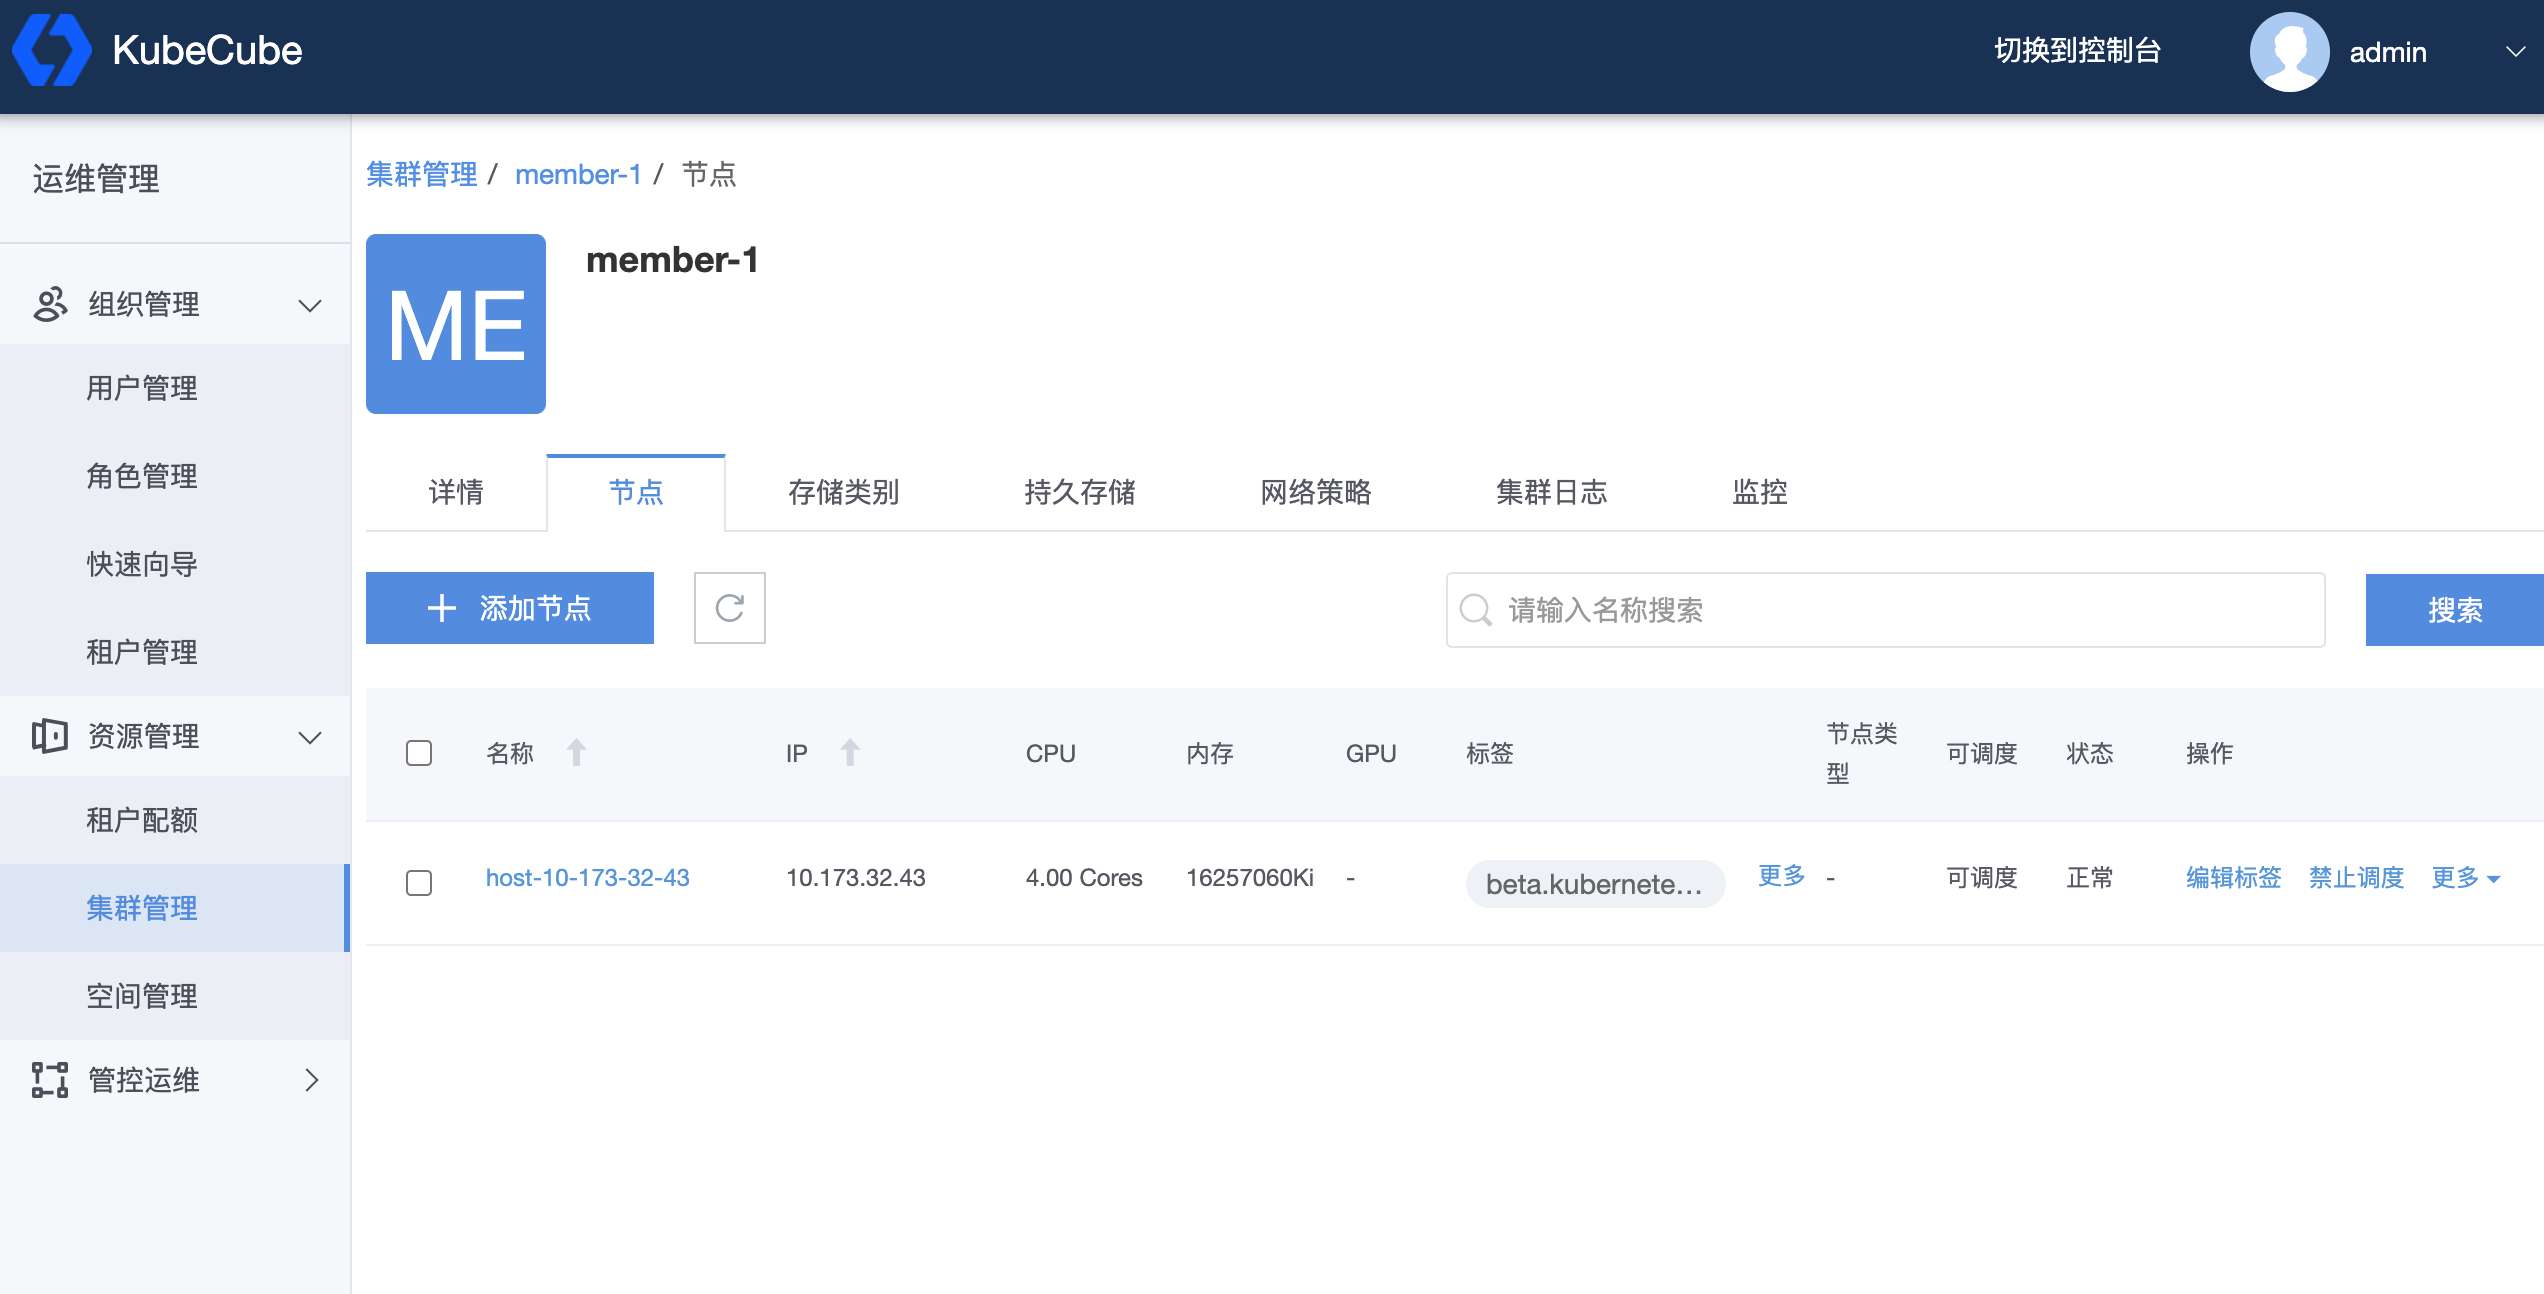 KubeCube
切换到控制台
admin
运维管理
组织管理
用户管理
角色管理
快速向导
租户管理
资源管理
租户配额
集群管理
空间管理
管控运维
集群管理 / member-1 / 节点
ME
member-1
详情 节点 存储类别 持久存储 网络策略 集群日志 监控
添加节点
请输入名称搜索
搜索
名称 IP CPU 内存 GPU 标签 节点类型 可调度 状态 操作
host-10-173-32-43 10.173.32.43 4.00 Cores 16257060Ki - beta.kubernete... 更多 - 可调度 正常 编辑标签 禁止调度 更多